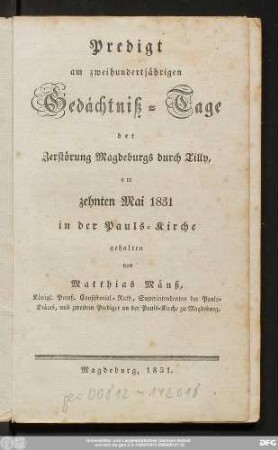 Predigt
am zweihundertjährigen
Gedächtniß-Tage
der
Zerstörung Magdeburgs durch Tilly,
am
zehnten Mai 1831
in der Pauls-Kirche
gehalten
von
Matthias Mänß,
Königl. Preuß. Consistorial-Rath, Superintendenten der Pauls-
Diöces, und zweiten Prediger an der Pauls-Kirche zu Magdeburg.
Magdeburg, 1831.